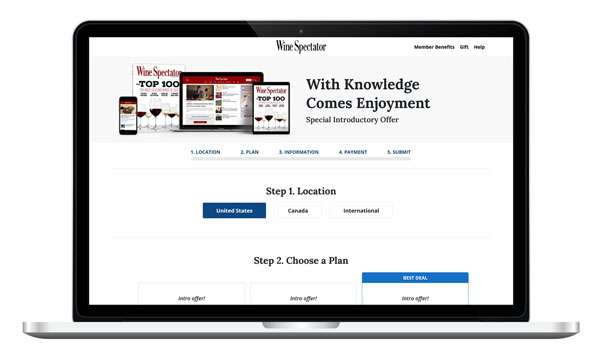 Wine Spectator
Member Benefits Gift Help
Wine Spectator
TOP 100
TOP 100
With Knowledge
Comes Enjoyment
Special Introductory Offer
1. LOCATION 2. PLAN 3. INFORMATION 4. PAYMENT 5. SUBMIT
Step 1. Location
United States Canada International
Step 2. Choose a Plan
BEST DEAL
Intro offer! Intro offer! Intro offer!